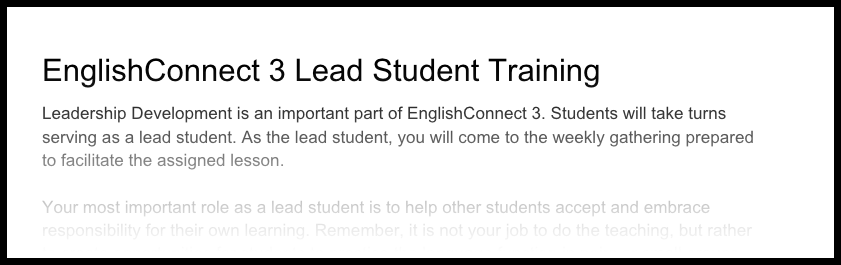 EnglishConnect 3 Lead Student Training
Leadership Development is an important part of EnglishConnect 3. Students will take turns
serving as a lead student. As the lead student, you will come to the weekly gathering prepared
to facilitate the assigned lesson.
Your most important role as a lead student is to help other students accept and embrace
responsibility for their own learning. Remember, it is not your job to do the teaching, but rather